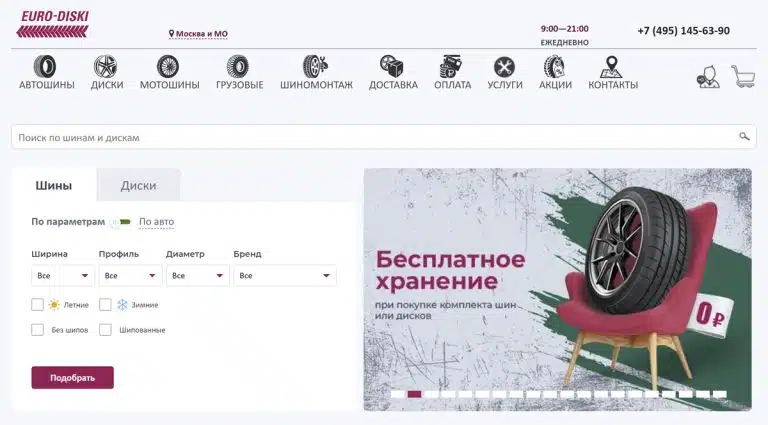 EURO-DISKI
Москва и МО
9:00—21:00
ЕЖЕДНЕВНО
+7 (495) 145-63-90
АВТОШИНЫ
ДИСКИ
МОТОШИНЫ
ГРУЗОВЫЕ
ШИНОМОНТАЖ
ДОСТАВКА
ОПЛАТА
УСЛУГИ
АКЦИИ
КОНТАКТЫ
Поиск по шинам и дискам
Шины
Диски
По параметрам
По авто
Ширина
Профиль
Диаметр
Бренд
Все
Все
Все
Все
Летние
Зимние
Без шипов
Шипованные
Подобрать
Бесплатное
хранение
при покупке комплекта шин
или дисков
0 ₽